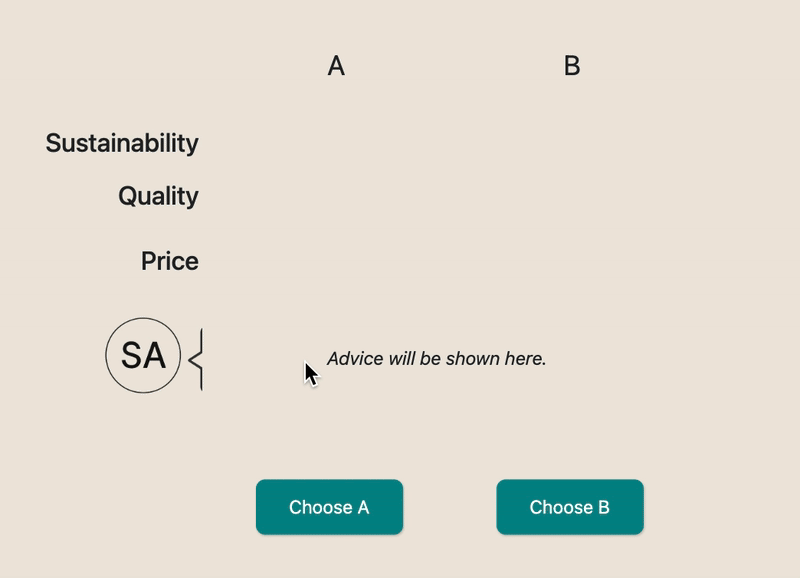 A B
Sustainability
Quality
Price
SA
Advice will be shown here.
Choose A Choose B